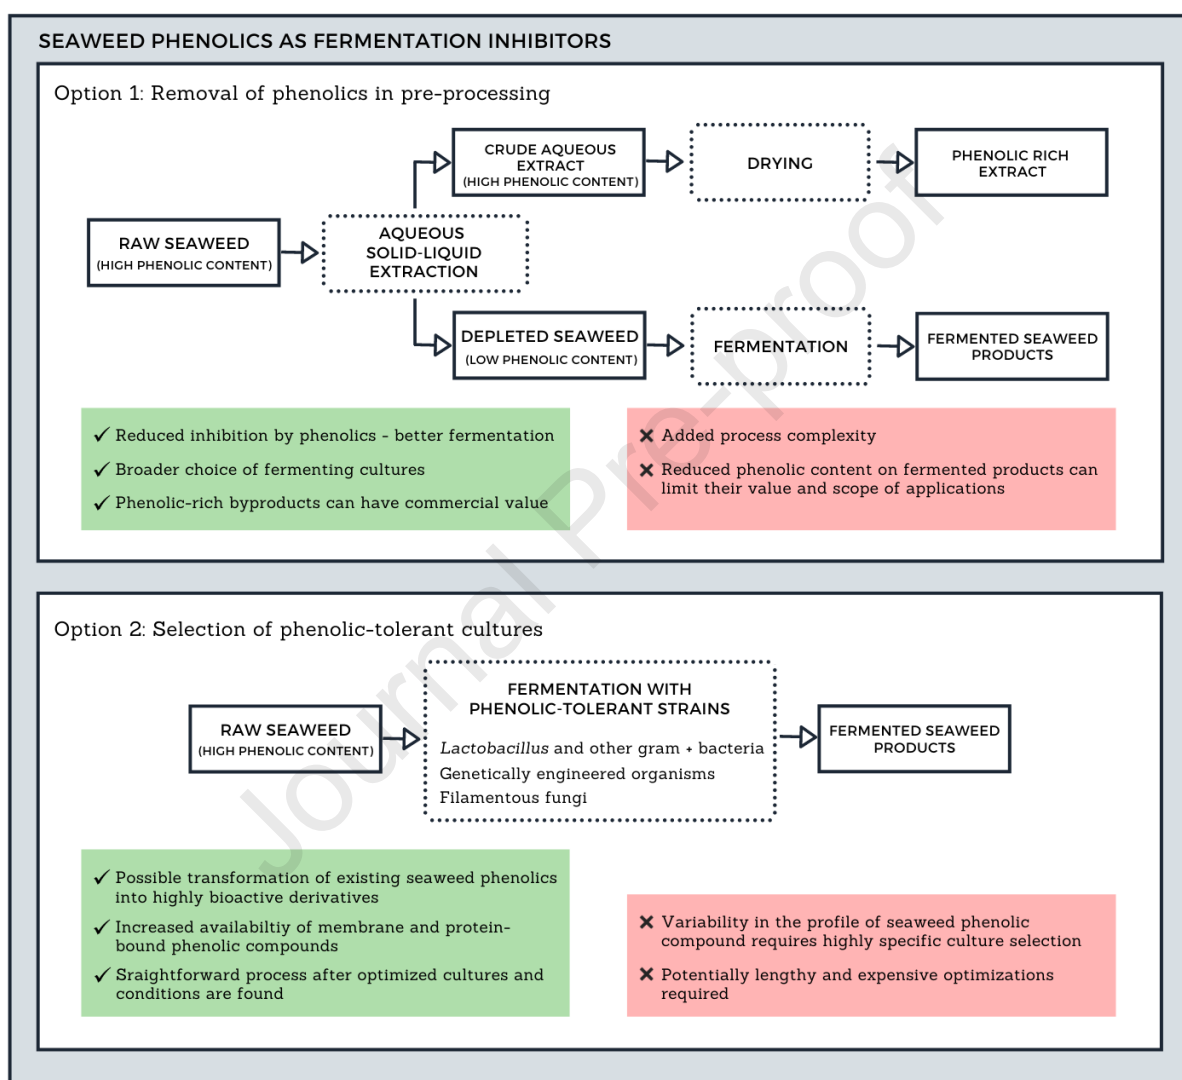 SEAWEED PHENOLICS AS FERMENTATION INHIBITORS
Option 1: Removal of phenolics in pre-processing
RAW SEAWEED
(HIGH PHENOLIC CONTENT)
AQUEOUS
SOLID-LIQUID
EXTRACTION
CRUDE AQUEOUS
EXTRACT
(HIGH PHENOLIC CONTENT)
DRYING
PHENOLIC RICH
EXTRACT
DEPLETED SEAWEED
(LOW PHENOLIC CONTENT)
FERMENTATION
FERMENTED SEAWEED
PRODUCTS
✓ Reduced inhibition by phenolics - better fermentation
✓ Broader choice of fermenting cultures
✓ Phenolic-rich byproducts can have commercial value
✖ Added process complexity
✖ Reduced phenolic content on fermented products can
limit their value and scope of applications
Option 2: Selection of phenolic-tolerant cultures
RAW SEAWEED
(HIGH PHENOLIC CONTENT)
FERMENTATION WITH
PHENOLIC-TOLERANT STRAINS
Lactobacillus and other gram + bacteria
Genetically engineered organisms
Filamentous fungi
FERMENTED SEAWEED
PRODUCTS
✓ Possible transformation of existing seaweed phenolics
into highly bioactive derivatives
✓ Increased availabiltiy of membrane and protein-
bound phenolic compounds
✓ Sraightforward process after optimized cultures and
conditions are found
✖ Variability in the profile of seaweed phenolic
compound requires highly specific culture selection
✖ Potentially lengthy and expensive optimizations
required
Journal Pre-proof